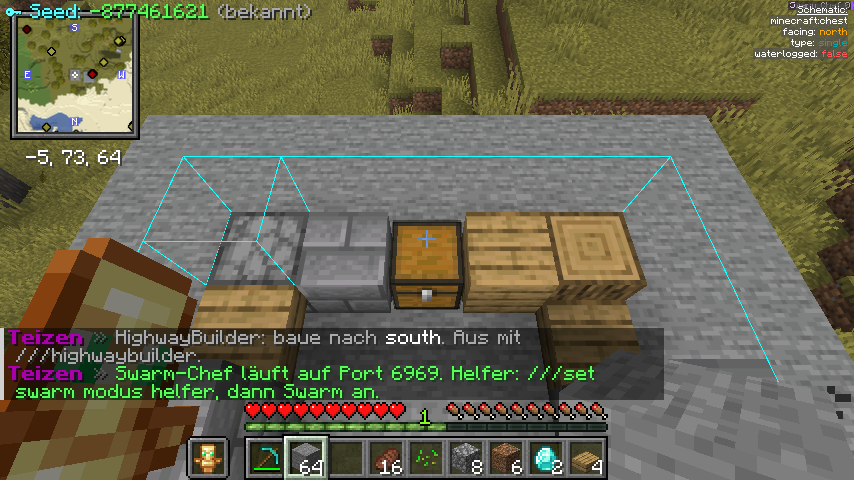 Seed: -877461621 (bekannt)
Schematic:
minecraft:chest
facing: north
type: single
waterlogged: false
S
E
W
N
-5, 73, 64
Teizen » HighwayBuilder: baue nach south. Aus mit
///highwaybuilder.
Teizen » Swarm-Chef läuft auf Port 6969. Helfer: ///set
swarm modus helfer, dann Swarm an.
1
64
16
8
6
2
4